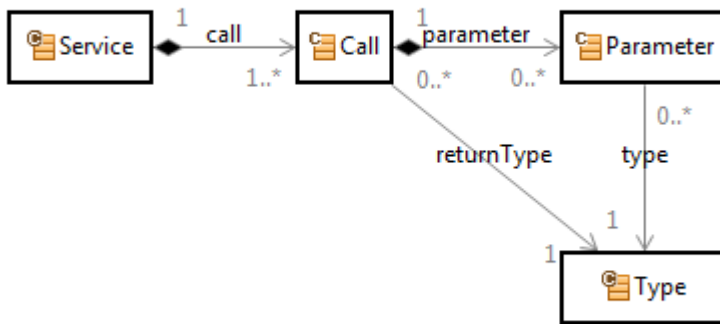 1
1
Service
call
Call
parameter
Parameter
1..*
0..*
0..*
0..*
returnType
type
1
1
Type